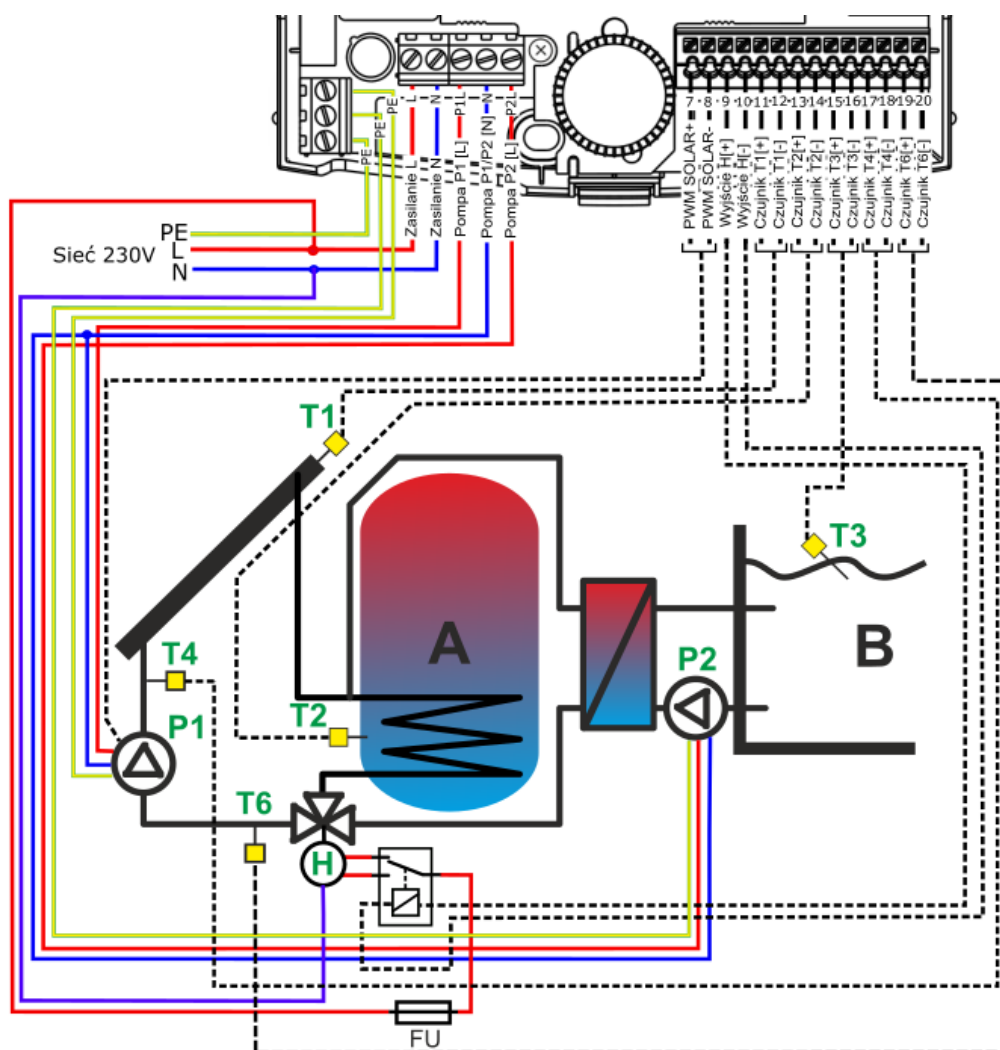 L
N
P1L
N
P2L
PE
PE
PE
Zasilanie L
Zasilanie N
Pompa P1 [L]
Pompa P1/P2 [N]
Pompa P2 [L]
7
8
9
10
11
12
13
14
15
16
17
18
19
20
PWM SOLAR+
PWM SOLAR-
Wyjście H[+]
Wyjście H[-]
Czujnik T1[+]
Czujnik T1[-]
Czujnik T2[+]
Czujnik T2[-]
Czujnik T3[+]
Czujnik T3[-]
Czujnik T4[+]
Czujnik T4[-]
Czujnik T6[+]
Czujnik T6[-]
Sieć 230V
PE
L
N
T1
T3
A
B
T4
P2
T2
P1
T6
H
FU